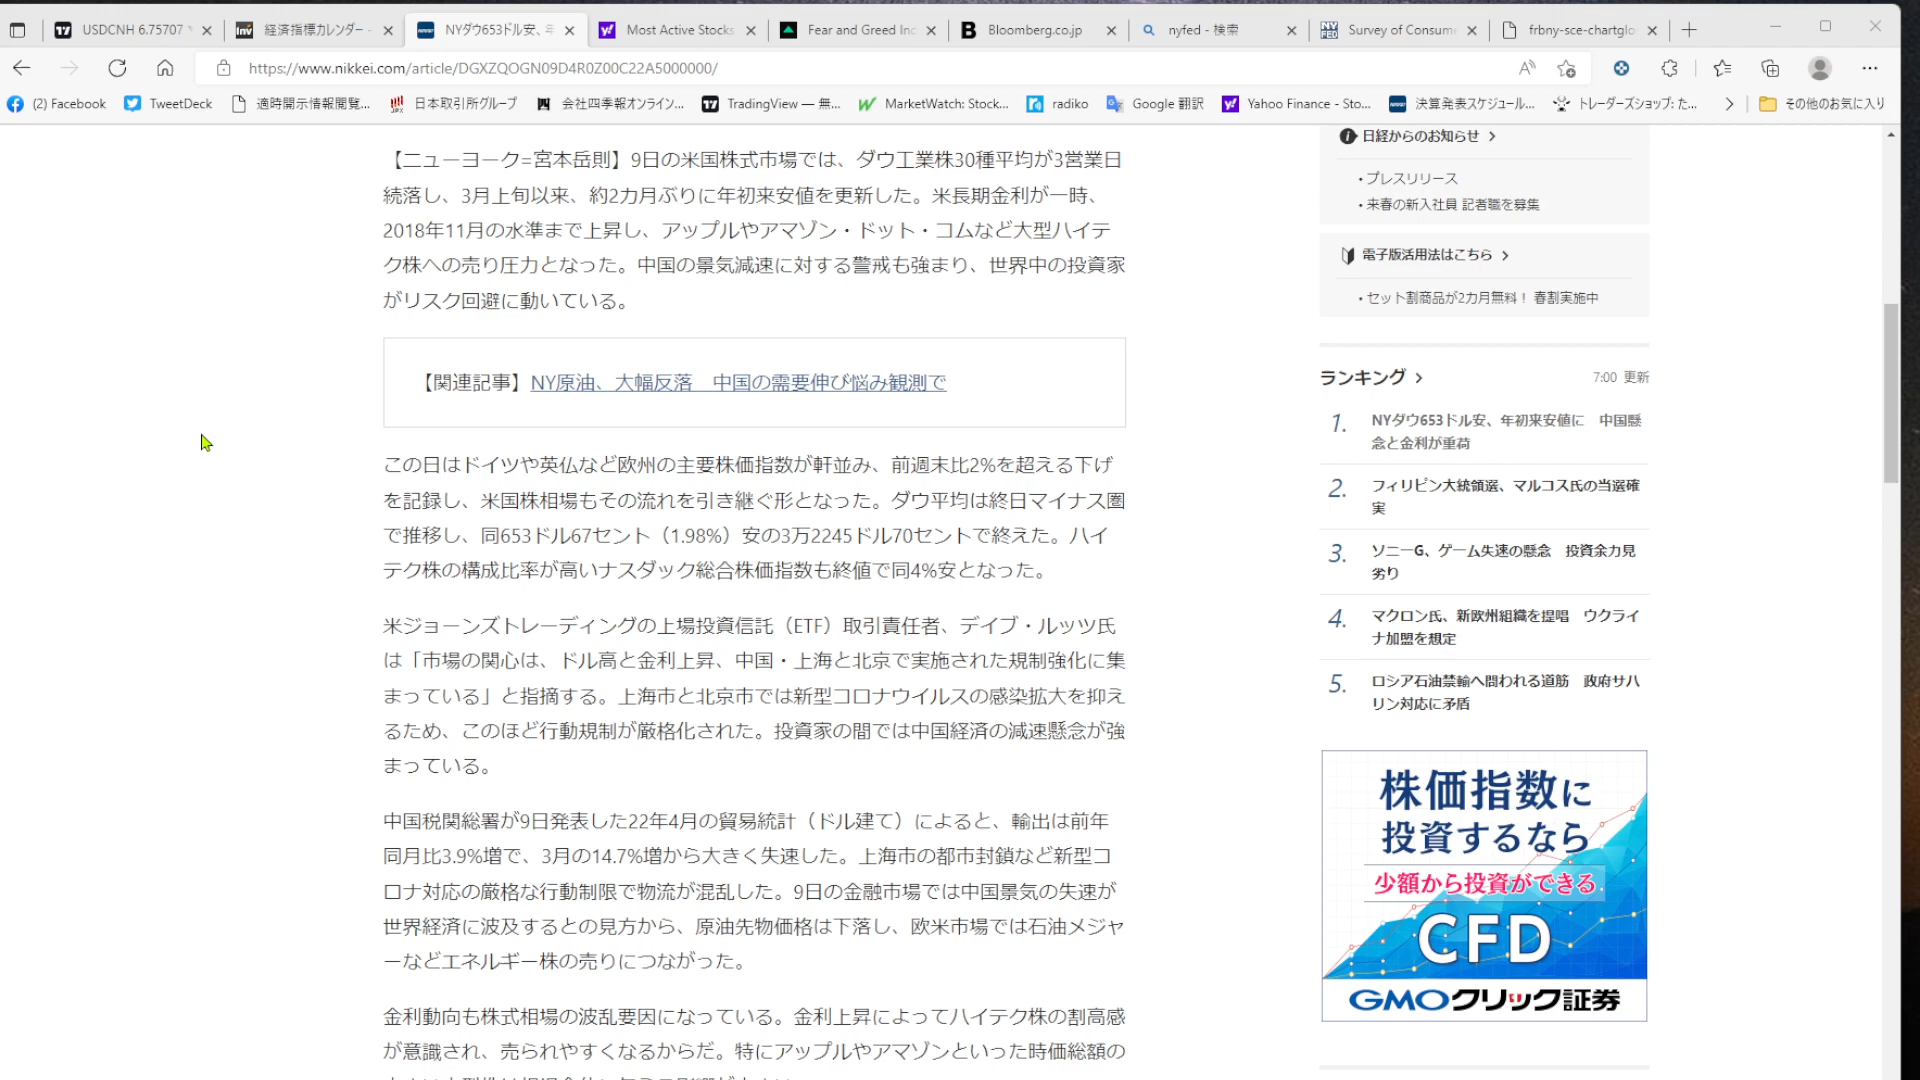 USDCNH 6.75707
経済指標カレンダー -
NYダウ653ドル安、年
Most Active Stocks
Fear and Greed Ind
Bloomberg.co.jp
nyfed - 検索
Survey of Consume
frbny-sce-chartglo
https://www.nikkei.com/article/DGXZQOGN09D4R0Z00C22A5000000/
(2) Facebook
TweetDeck
適時開示情報閲覧...
日本取引所グループ
会社四季報オンライン...
TradingView — 無...
MarketWatch: Stock...
radiko
Google 翻訳
Yahoo Finance - Sto...
決算発表スケジュール...
トレーダーズショップ: た...
その他のお気に入り
【ニューヨーク=宮本岳則】9日の米国株式市場では、ダウ工業株30種平均が3営業日
続落し、3月上旬以来、約2カ月ぶりに年初来安値を更新した。米長期金利が一時、
2018年11月の水準まで上昇し、アップルやアマゾン・ドット・コムなど大型ハイテ
ク株への売り圧力となった。中国の景気減速に対する警戒も強まり、世界中の投資家
がリスク回避に動いている。
【関連記事】NY原油、大幅反落　中国の需要伸び悩み観測で
この日はドイツや英仏など欧州の主要株価指数が軒並み、前週末比2%を超える下げ
を記録し、米国株相場もその流れを引き継ぐ形となった。ダウ平均は終日マイナス圏
で推移し、同653ドル67セント（1.98%）安の3万2245ドル70セントで終えた。ハイ
テク株の構成比率が高いナスダック総合株価指数も終値で同4%安となった。
米ジョーンズトレーディングの上場投資信託（ETF）取引責任者、デイブ・ルッツ氏
は「市場の関心は、ドル高と金利上昇、中国・上海と北京で実施された規制強化に集
まっている」と指摘する。上海市と北京市では新型コロナウイルスの感染拡大を抑え
るため、このほど行動規制が厳格化された。投資家の間では中国経済の減速懸念が強
まっている。
中国税関総署が9日発表した22年4月の貿易統計（ドル建て）によると、輸出は前年
同月比3.9%増で、3月の14.7%増から大きく失速した。上海市の都市封鎖など新型コ
ロナ対応の厳格な行動制限で物流が混乱した。9日の金融市場では中国景気の失速が
世界経済に波及するとの見方から、原油先物価格は下落し、欧米市場では石油メジャ
ーなどエネルギー株の売りにつながった。
金利動向も株式相場の波乱要因になっている。金利上昇によってハイテク株の割高感
が意識され、売られやすくなるからだ。特にアップルやアマゾンといった時価総額の
日経からのお知らせ
・プレスリリース
・来春の新入社員 記者職を募集
電子版活用法はこちら
・セット割商品が2カ月無料！ 春割実施中
ランキング
7:00 更新
1. NYダウ653ドル安、年初来安値に　中国懸
念と金利が重荷
2. フィリピン大統領選、マルコス氏の当選確
実
3. ソニーG、ゲーム失速の懸念　投資余力見
劣り
4. マクロン氏、新欧州組織を提唱　ウクライ
ナ加盟を想定
5. ロシア石油禁輸へ問われる道筋　政府サハ
リン対応に矛盾
株価指数に
投資するなら
少額から投資ができる
CFD
GMOクリック証券